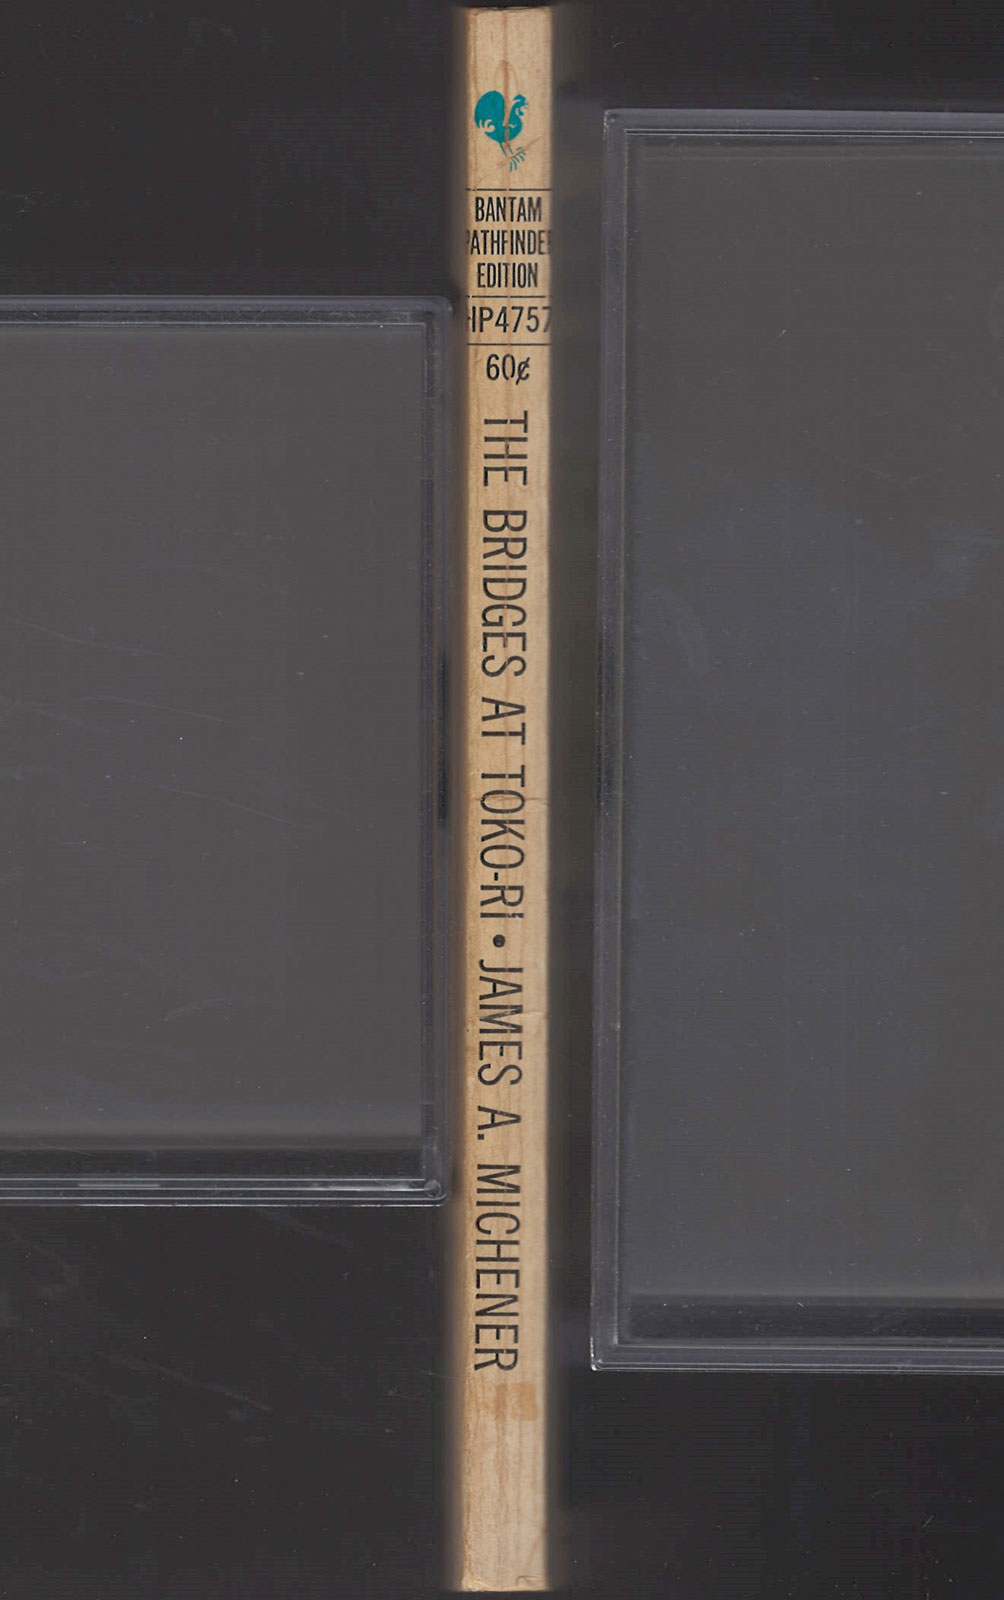 BANTAM
PATHFINDER
EDITION
HP4757
60¢
THE BRIDGES AT TOKO-RI • JAMES A. MICHENER